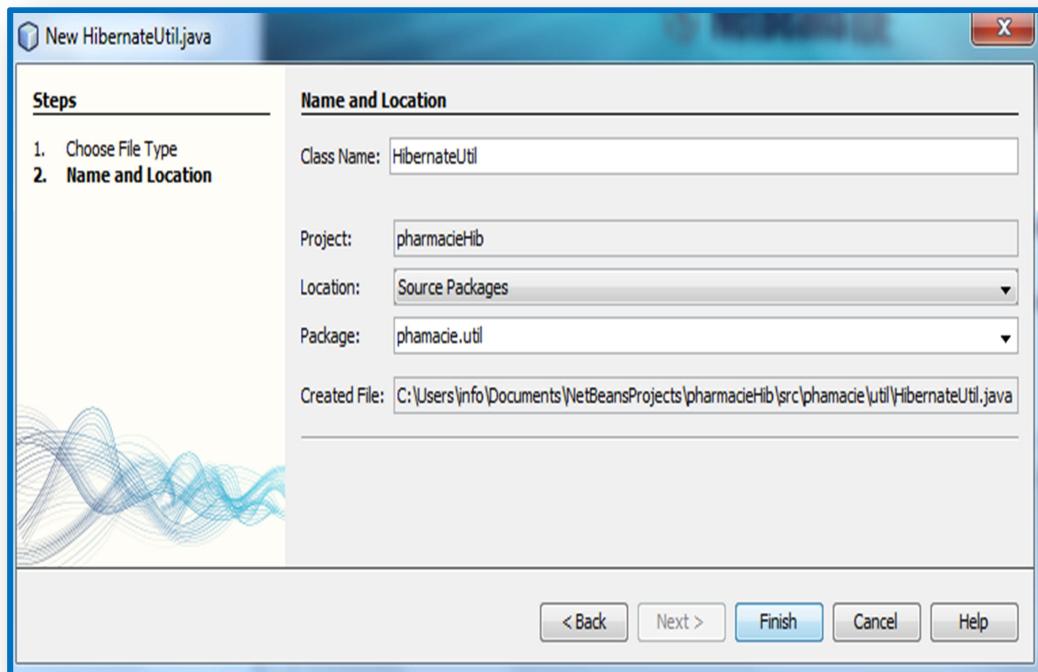 New HibernateUtil.java
X
Steps
1. Choose File Type
2. Name and Location
Name and Location
Class Name: HibernateUtil
Project: pharmacieHib
Location: Source Packages
Package: phamacie.util
Created File: C:\Users\info\Documents\NetBeansProjects\pharmacieHib\src\phamacie\util\HibernateUtil.java
< Back Next > Finish Cancel Help